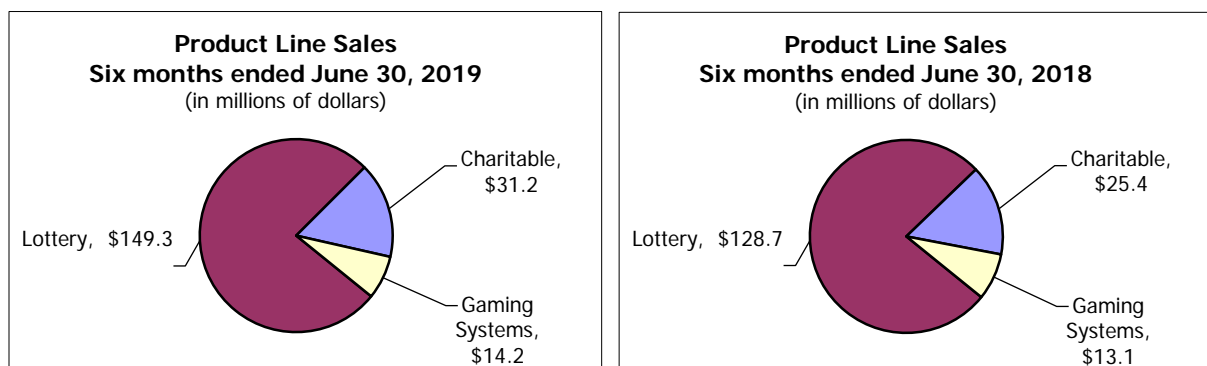 Product Line Sales
Six months ended June 30, 2019
(in millions of dollars)
Charitable,
$31.2
Lottery, $149.3
Gaming
Systems,
$14.2
Product Line Sales
Six months ended June 30, 2018
(in millions of dollars)
Charitable,
$25.4
Lottery, $128.7
Gaming
Systems,
$13.1